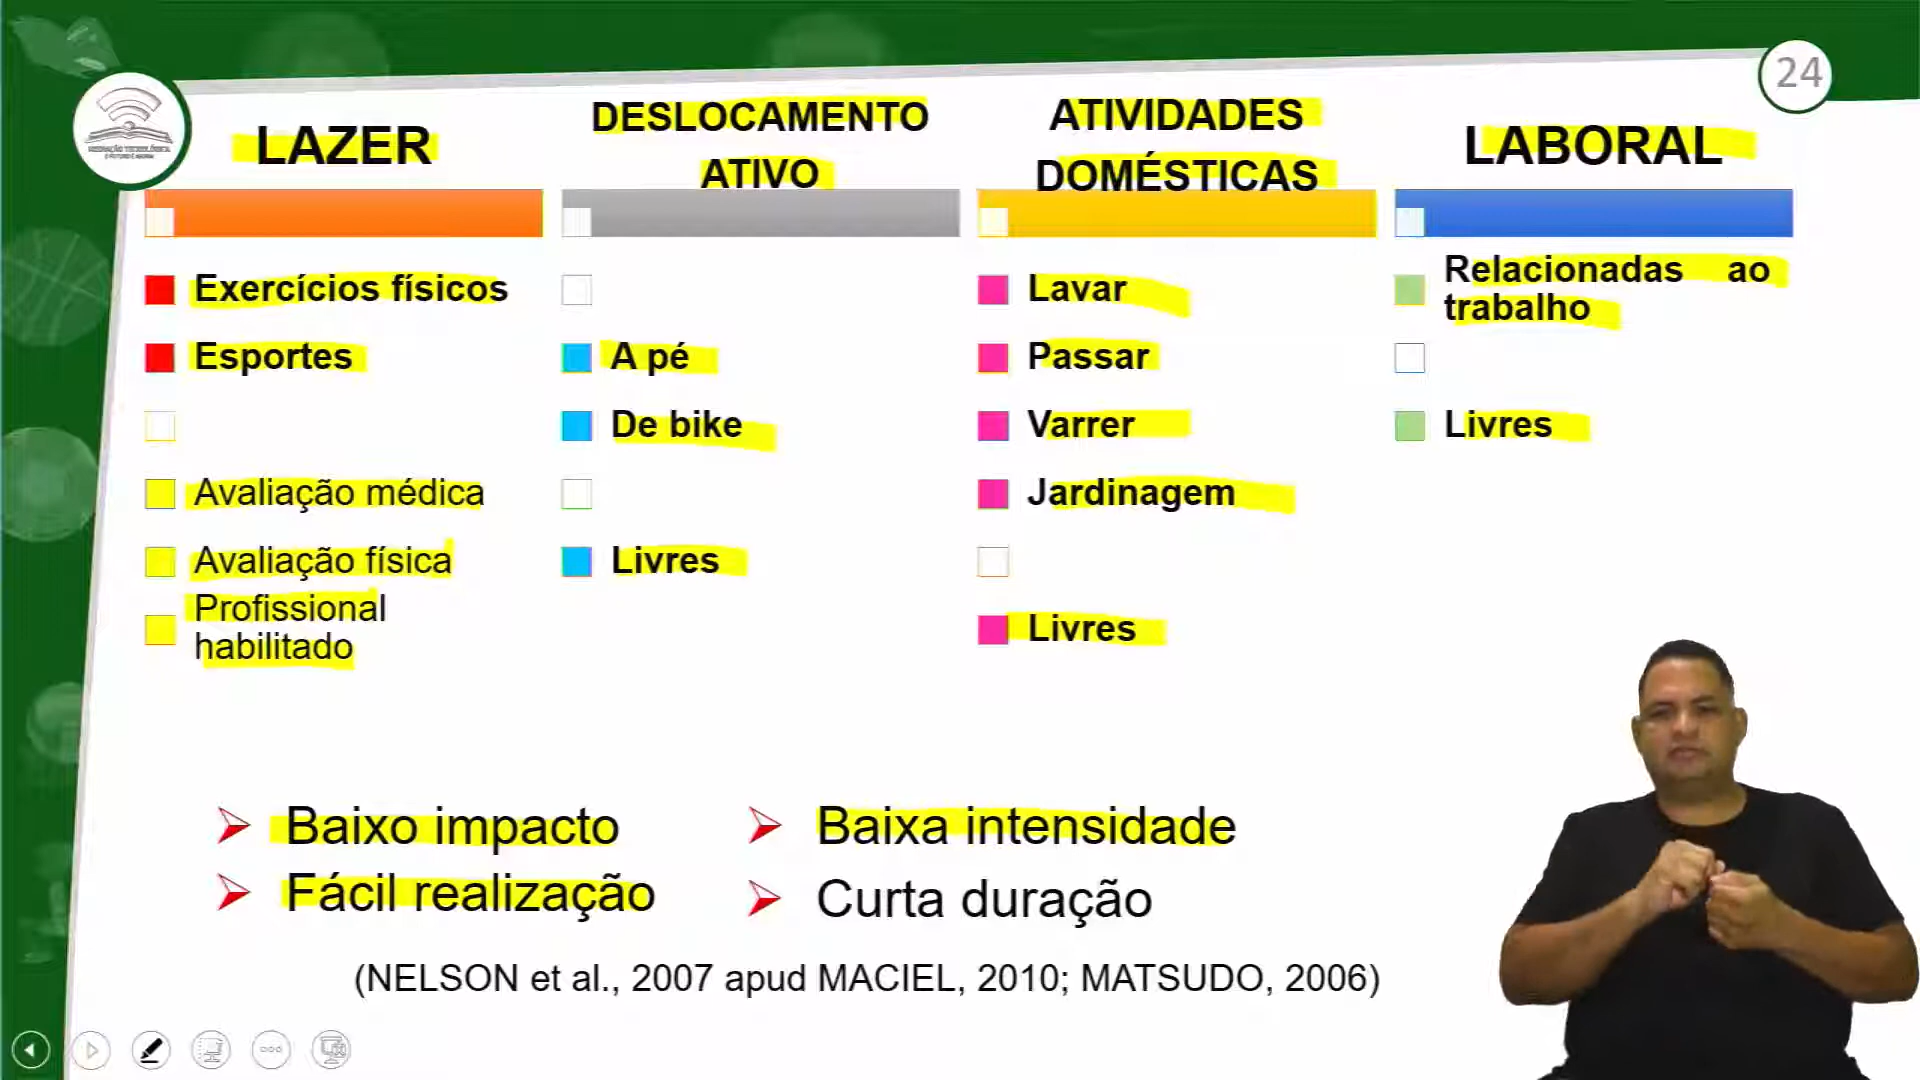 24
LAZER
DESLOCAMENTO
ATIVO
ATIVIDADES
DOMÉSTICAS
LABORAL
Exercícios físicos
Esportes
Avaliação médica
Avaliação física
Profissional
habilitado
A pé
De bike
Livres
Lavar
Passar
Varrer
Jardinagem
Livres
Relacionadas ao
trabalho
Livres
Baixo impacto
Fácil realização
Baixa intensidade
Curta duração
(NELSON et al., 2007 apud MACIEL, 2010; MATSUDO, 2006)